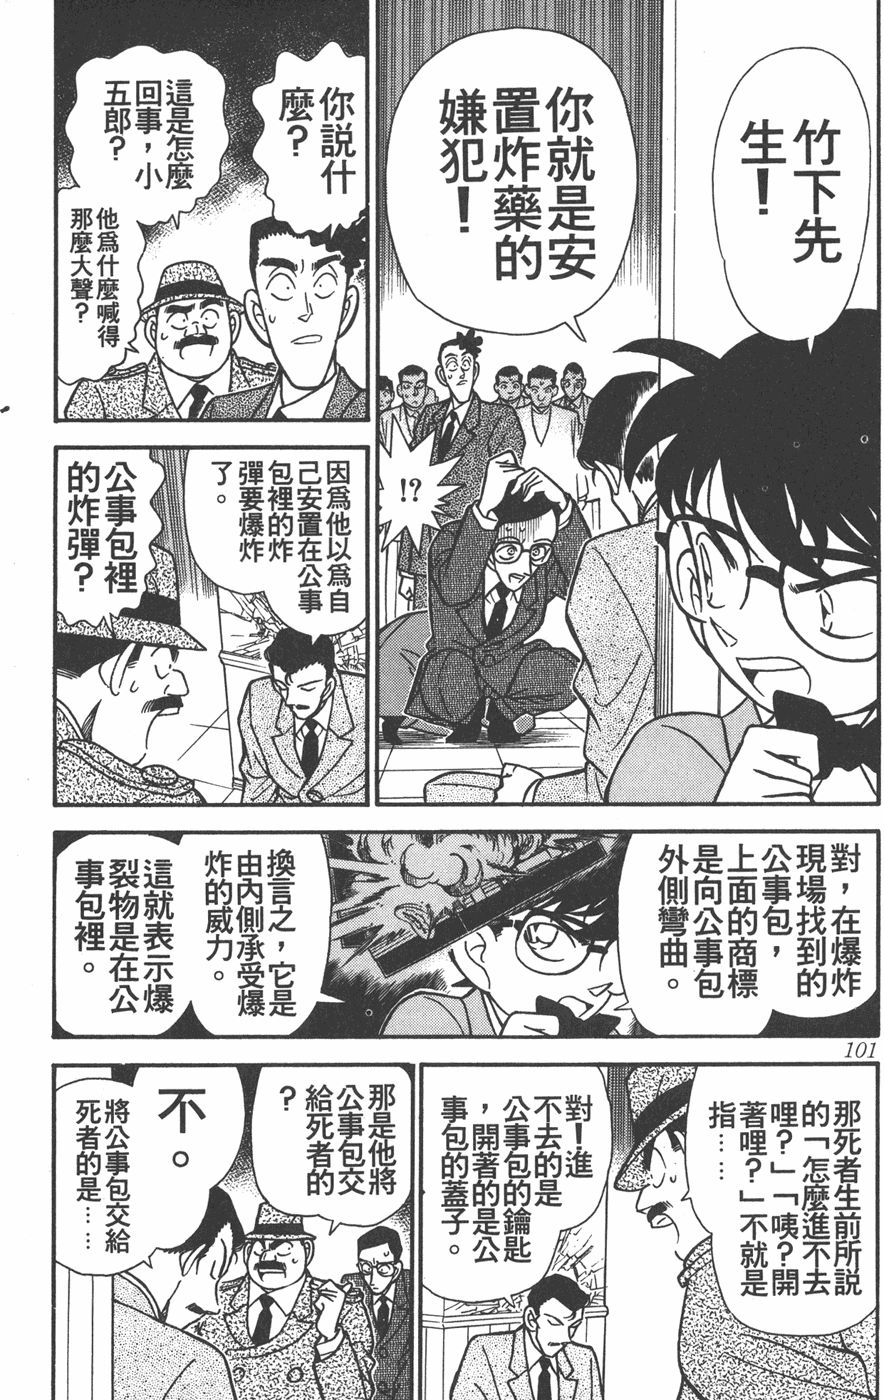 竹下先
生！
你就是安
置炸藥的
嫌犯！
！？
你說什
麼？
這是怎麼
回事，小
五郎？
他為什麼喊得
那麼大聲？
因為他以為自
己安置在公事
包裡的炸
彈要爆炸
了。
公事包裡
的炸彈？
對，在爆炸
現場找到的
公事包，
上面的商標
是向公事包
外側彎曲。
換言之，它是
由內側承受爆
炸的威力。
這就表示爆
裂物是在公
事包裡。
101
那死者生前所說
的「怎麼進不去
哩？」「咦？開
著哩？」不就是
指……
對！進
不去的是
公事包的鑰匙
，開著的是公
事包的蓋子。
那是他將
公事包交
給死者的
？
不。
將公事包交給
死者的是……